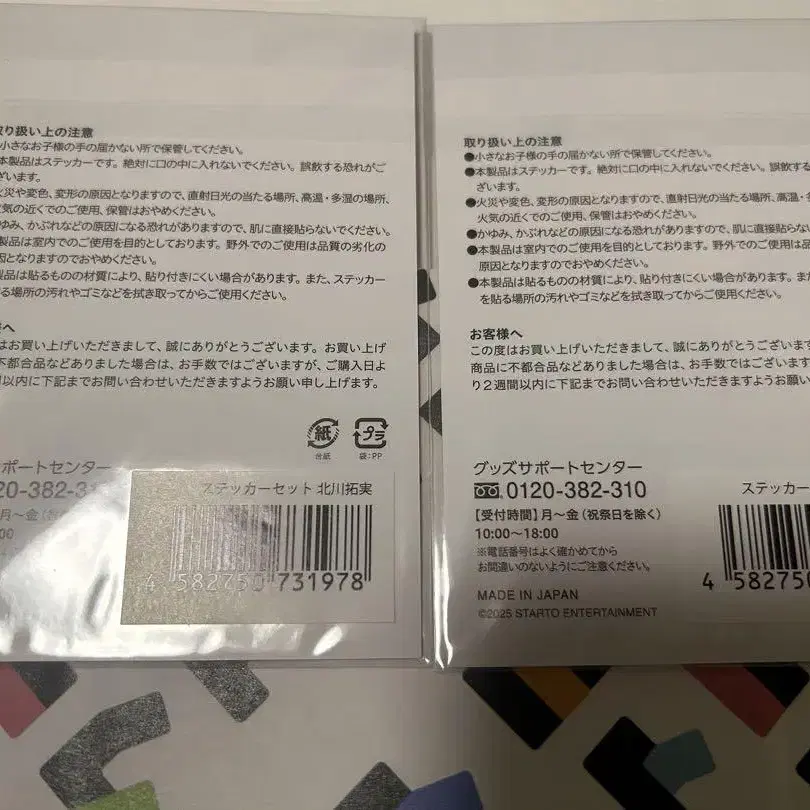 取り扱い上の注意
小さなお子様の手の届かない所で保管してください。
本製品はステッカーです。絶対に口の中に入れないでください。誤飲する恐れがご
ざいます。
火災や変色、変形の原因となりますので、直射日光の当たる場所、高温・多湿の場所、
火気の近くでのご使用、保管はおやめください。
かゆみ、かぶれなどの原因になる恐れがありますので、肌に直接貼らないでください。
製品は室内でのご使用を目的としております。野外でのご使用は品質の劣化の
因となりますのでおやめください。
製品は貼るものの材質により、貼り付きにくい場合があります。また、ステッカー
る場所の汚れやゴミなどを拭き取ってからご使用ください。
様へ
はお買い上げいただきまして、誠にありがとうございます。お買い上げ
不都合品などありました場合は、お手数ではございますが、ご購入日よ
以内に下記までお問い合わせいただきますようお願い申し上げます。
紙
台紙
プラ
袋:PP
ポートセンター
20-382-3
月～金(祝
ステッカーセット 北川拓実
4 582750 731978
取り扱い上の注意
●小さなお子様の手の届かない所で保管してください。
●本製品はステッカーです。絶対に口の中に入れないでください。誤飲する
ざいます。
●火災や変色、変形の原因となりますので、直射日光の当たる場所、高温・多
火気の近くでのご使用、保管はおやめください。
●かゆみ、かぶれなどの原因になる恐れがありますので、肌に直接貼らない
●本製品は室内でのご使用を目的としております。野外でのご使用は品
原因となりますのでおやめください。
●本製品は貼るものの材質により、貼り付きにくい場合があります。また
を貼る場所の汚れやゴミなどを拭き取ってからご使用ください。
お客様へ
この度はお買い上げいただきまして、誠にありがとうございます
商品に不都合品などありました場合は、お手数ではございます
り2週間以内に下記までお問い合わせいただきますようお願い
グッズサポートセンター
0120-382-310
【受付時間】月～金(祝祭日を除く)
10:00～18:00
※電話番号はよく確かめてから
お間違いのないようにご注意ください。
MADE IN JAPAN
©2025 STARTO ENTERTAINMENT
ステッカー
4 58275